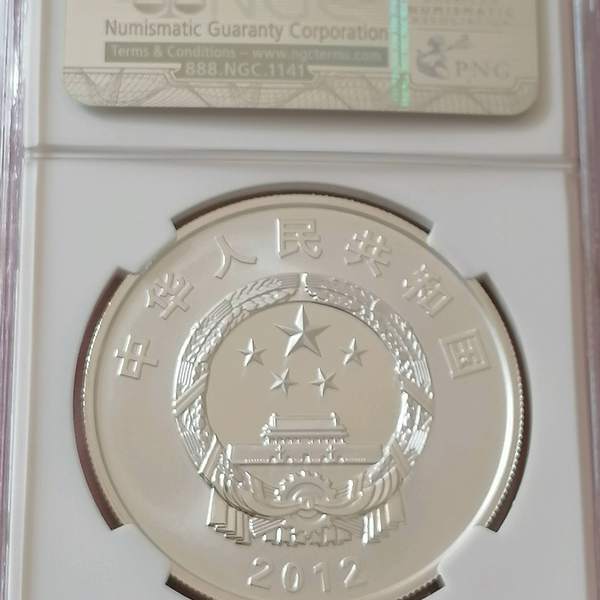 Numismatic Guaranty Corporation
Terms & Conditions – www.ngcterms.com
888.NGC.1141
NUMISMATIC
PNG
中华人民共和国
2012